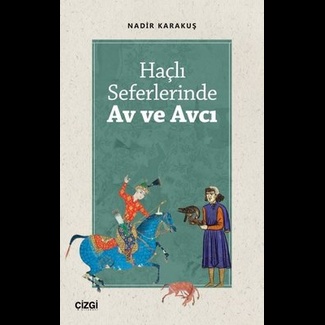 NADİR KARAKUŞ
Haçlı
Seferlerinde
Av ve Avcı
ÇİZGİ